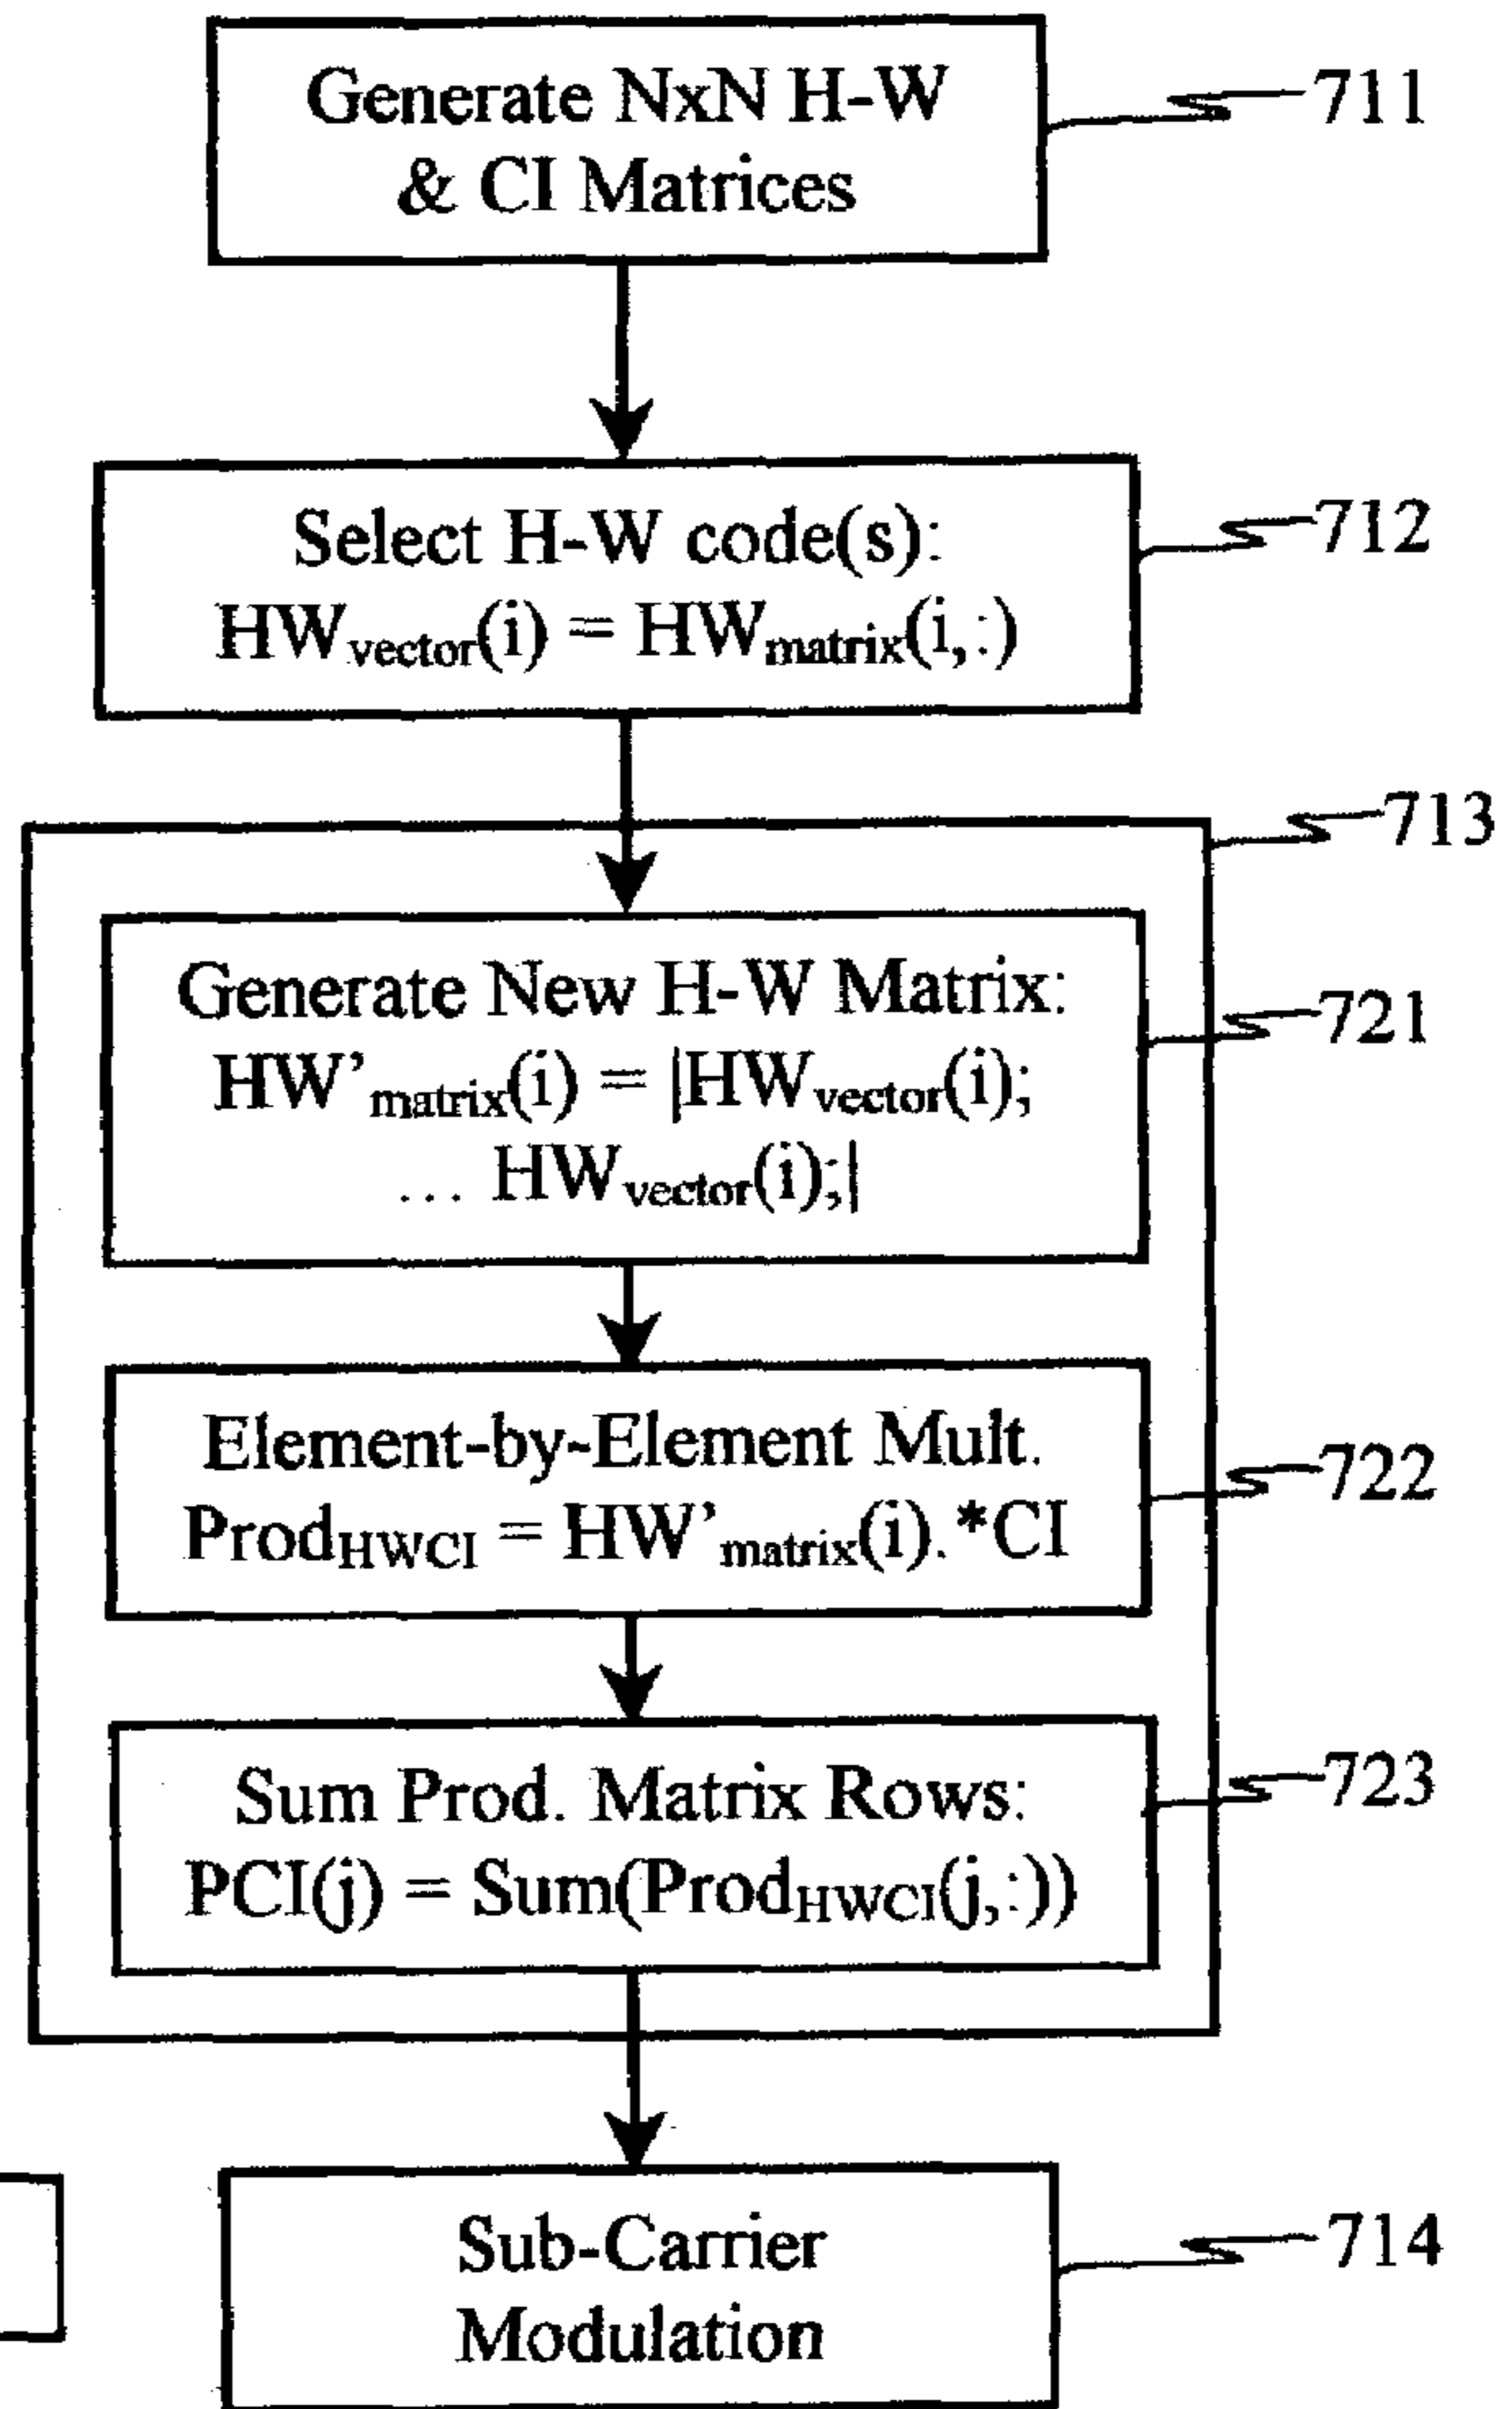 Generate NxN H-W
& CI Matrices
711
Select H-W code(s):
HWvector(i) = HWmatrix(i,:)
712
713
Generate New H-W Matrix:
HW’matrix(i) = |HWvector(i);
... HWvector(i);|
721
Element-by-Element Mult.
ProdHWCI = HW’matrix(i). *CI
722
Sum Prod. Matrix Rows:
PCI(j) = Sum(ProdHWCI(j,:))
723
Sub-Carrier
Modulation
714